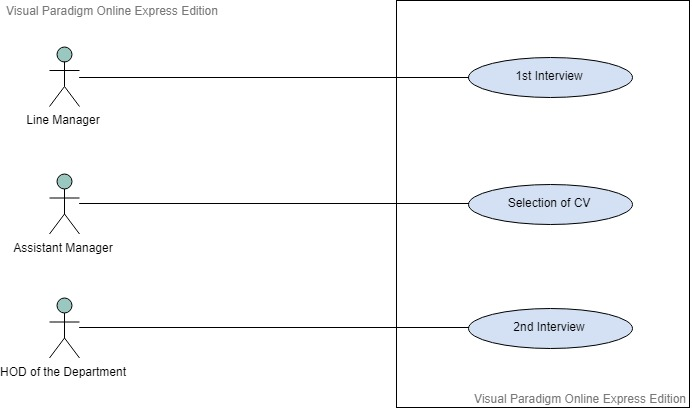 Visual Paradigm Online Express Edition
1st Interview
Line Manager
Selection of CV
Assistant Manager
2nd Interview
HOD of the Department
Visual Paradigm Online Express Edition